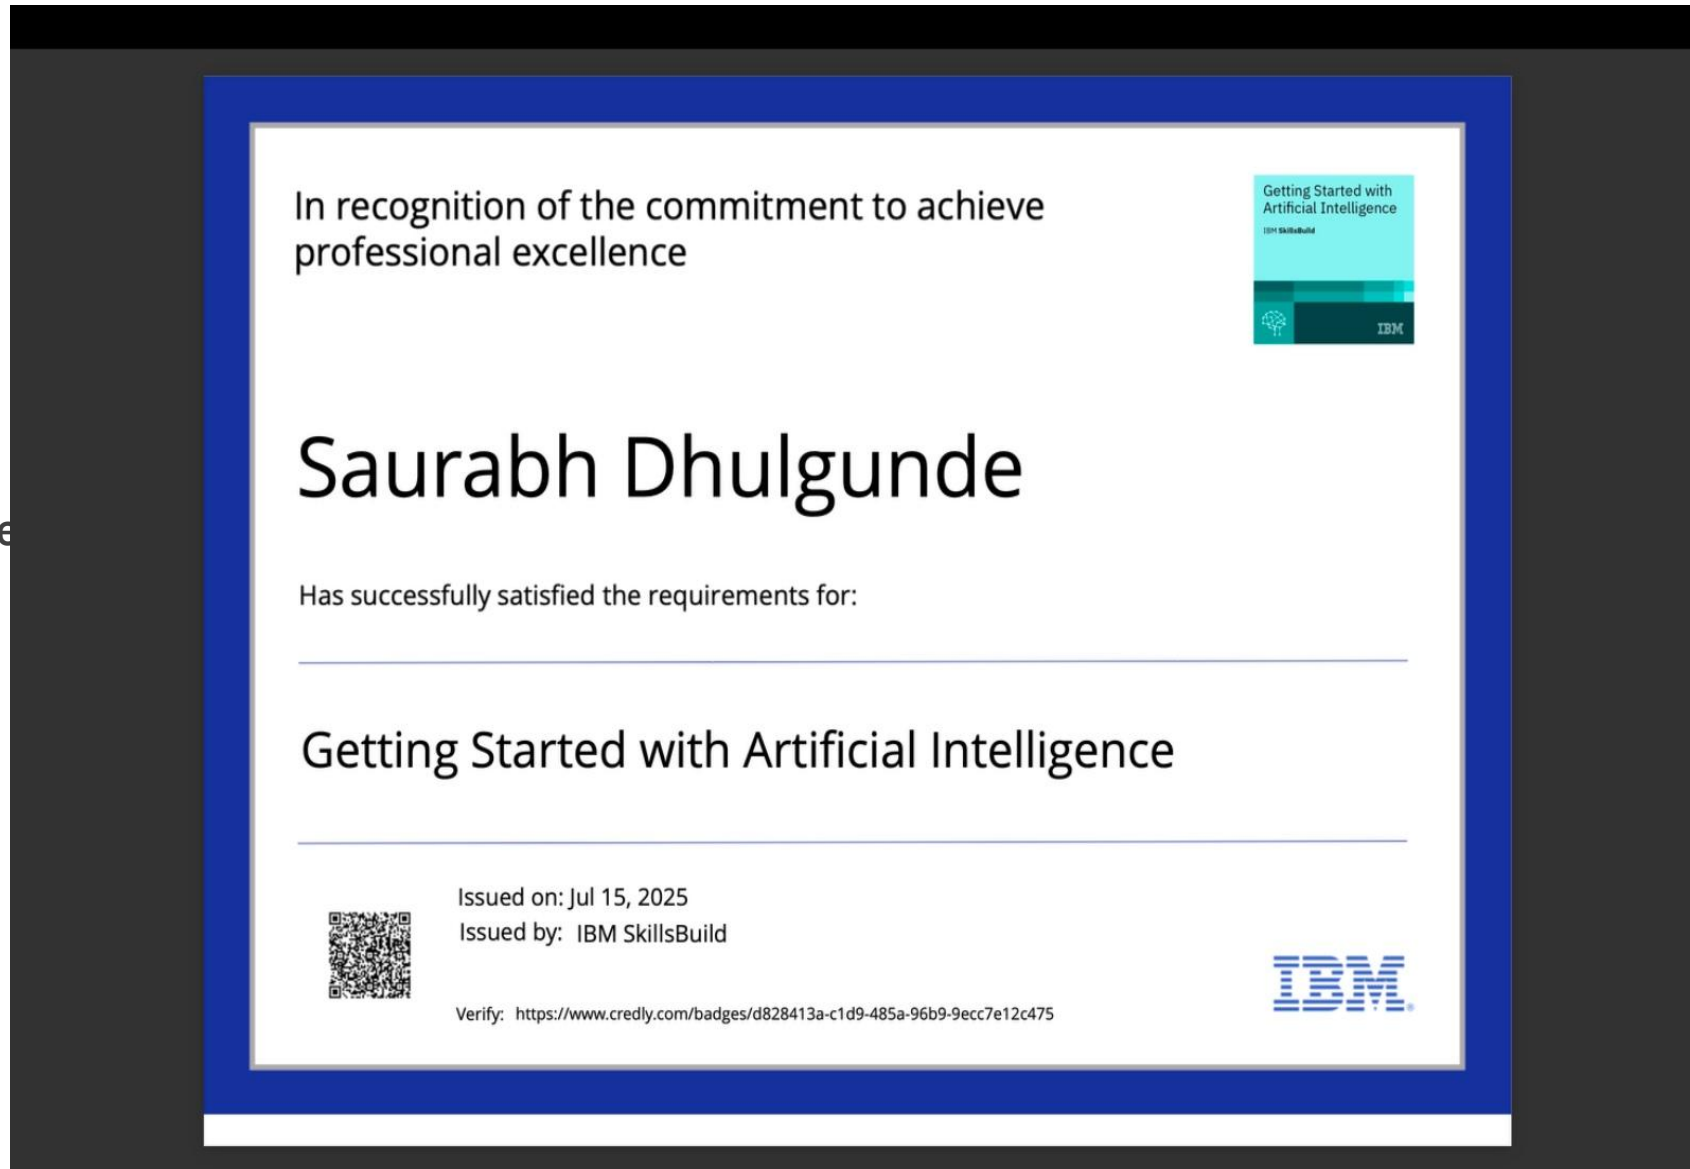 In recognition of the commitment to achieve
professional excellence
Getting Started with
Artificial Intelligence
IBM SkillsBuild
IBM
Saurabh Dhulgunde
e
Has successfully satisfied the requirements for:
Getting Started with Artificial Intelligence
Issued on: Jul 15, 2025
Issued by: IBM SkillsBuild
Verify: https://www.credly.com/badges/d828413a-c1d9-485a-96b9-9ecc7e12c475
IBM